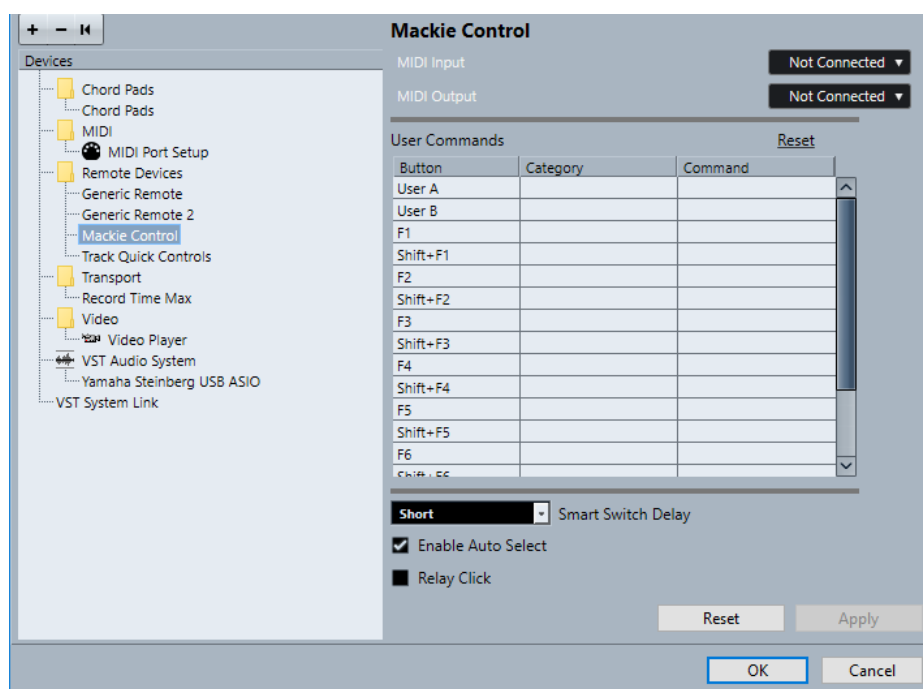 Mackie Control
Devices
MIDI Input Not Connected
MIDI Output Not Connected
Chord Pads
Chord Pads
MIDI
MIDI Port Setup
Remote Devices
Generic Remote
Generic Remote 2
Mackie Control
Track Quick Controls
Transport
Record Time Max
Video
Video Player
VST Audio System
Yamaha Steinberg USB ASIO
VST System Link
User Commands Reset
Button Category Command
User A
User B
F1
Shift+F1
F2
Shift+F2
F3
Shift+F3
F4
Shift+F4
F5
Shift+F5
F6
Shift+F6
Short Smart Switch Delay
Enable Auto Select
Relay Click
Reset Apply
OK Cancel